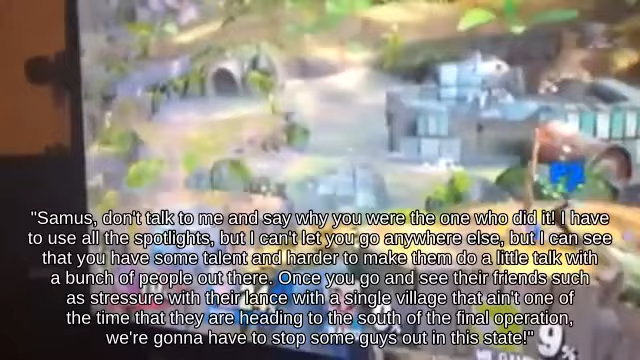 P2
"Samus, don't talk to me and say why you were the one who did it! I have
to use all the spotlights, but I can't let you go anywhere else, but I can see
that you have some talent and harder to make them do a little talk with
a bunch of people out there. Once you go and see their friends such
as stressure with their lance with a single village that ain't one of
the time that they are heading to the south of the final operation,
we're gonna have to stop some guys out in this state!"